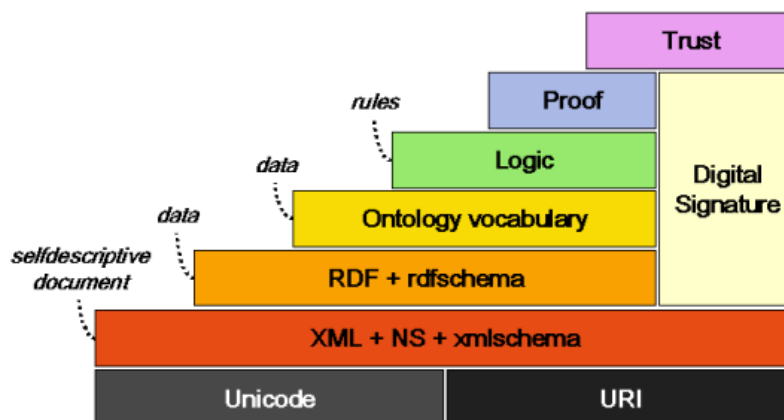 Trust
Proof
rules
Logic
data
Digital
Signature
Ontology vocabulary
data
RDF + rdfschema
selfdescriptive
document
XML + NS + xmlschema
Unicode
URI